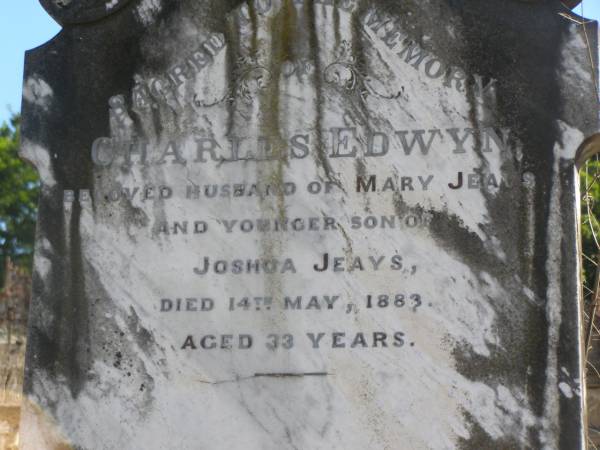 SACRED TO THE MEMORY
OF
CHARLES EDWYN
BELOVED HUSBAND OF MARY JEAYS
AND YOUNGER SON OF
JOSHUA JEAYS,
DIED 14TH MAY, 1883.
AGED 33 YEARS.